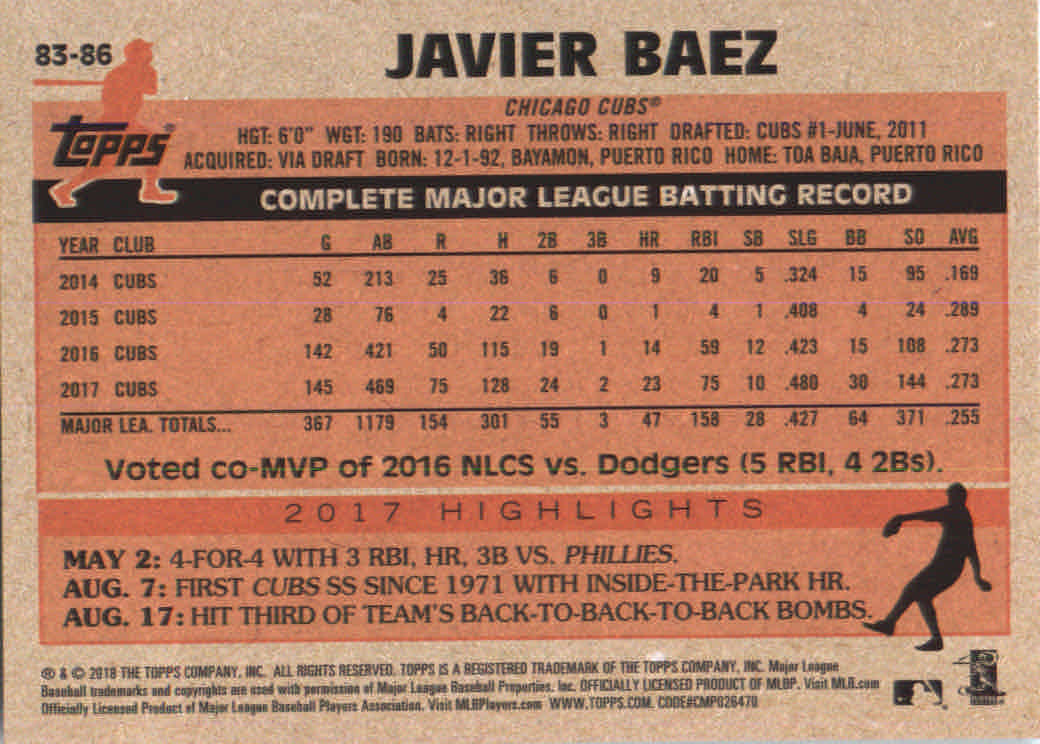 83-86
JAVIER BAEZ
CHICAGO CUBS®
Topps®
HGT: 6'0" WGT: 190 BATS: RIGHT THROWS: RIGHT DRAFTED: CUBS #1-JUNE, 2011
ACQUIRED: VIA DRAFT BORN: 12-1-92, BAYAMON, PUERTO RICO HOME: TOA BAJA, PUERTO RICO
COMPLETE MAJOR LEAGUE BATTING RECORD
YEAR CLUB G AB R H 2B 3B HR RBI SB SLG BB SO AVG
2014 CUBS 52 213 25 36 6 0 9 20 5 .324 15 95 .169
2015 CUBS 28 76 4 22 6 0 1 4 1 .408 4 24 .289
2016 CUBS 142 421 50 115 19 1 14 59 12 .423 15 108 .273
2017 CUBS 145 469 75 128 24 2 23 75 10 .480 30 144 .273
MAJOR LEA. TOTALS... 367 1179 154 301 55 3 47 158 28 .427 64 371 .255
Voted co-MVP of 2016 NLCS vs. Dodgers (5 RBI, 4 2Bs).
2017 HIGHLIGHTS
MAY 2: 4-FOR-4 WITH 3 RBI, HR, 3B VS. PHILLIES.
AUG. 7: FIRST CUBS SS SINCE 1971 WITH INSIDE-THE-PARK HR.
AUG. 17: HIT THIRD OF TEAM'S BACK-TO-BACK-TO-BACK BOMBS.
® & © 2018 THE TOPPS COMPANY, INC. ALL RIGHTS RESERVED. TOPPS IS A REGISTERED TRADEMARK OF THE TOPPS COMPANY, INC. Major League
Baseball trademarks and copyrights are used with permission of Major League Baseball Properties, Inc. OFFICIALLY LICENSED PRODUCT OF MLBP. Visit MLB.com
Officially Licensed Product of Major League Baseball Players Association. Visit MLBPlayers.com WWW.TOPPS.COM. CODE#CMP026470